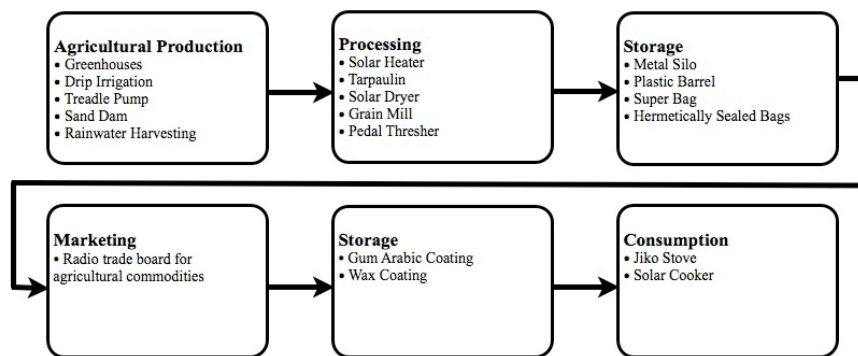 Agricultural Production
• Greenhouses
• Drip Irrigation
• Treadle Pump
• Sand Dam
• Rainwater Harvesting
Processing
• Solar Heater
• Tarpaulin
• Solar Dryer
• Grain Mill
• Pedal Thresher
Storage
• Metal Silo
• Plastic Barrel
• Super Bag
• Hermetically Sealed Bags
Marketing
• Radio trade board for
agricultural commodities
Storage
• Gum Arabic Coating
• Wax Coating
Consumption
• Jiko Stove
• Solar Cooker